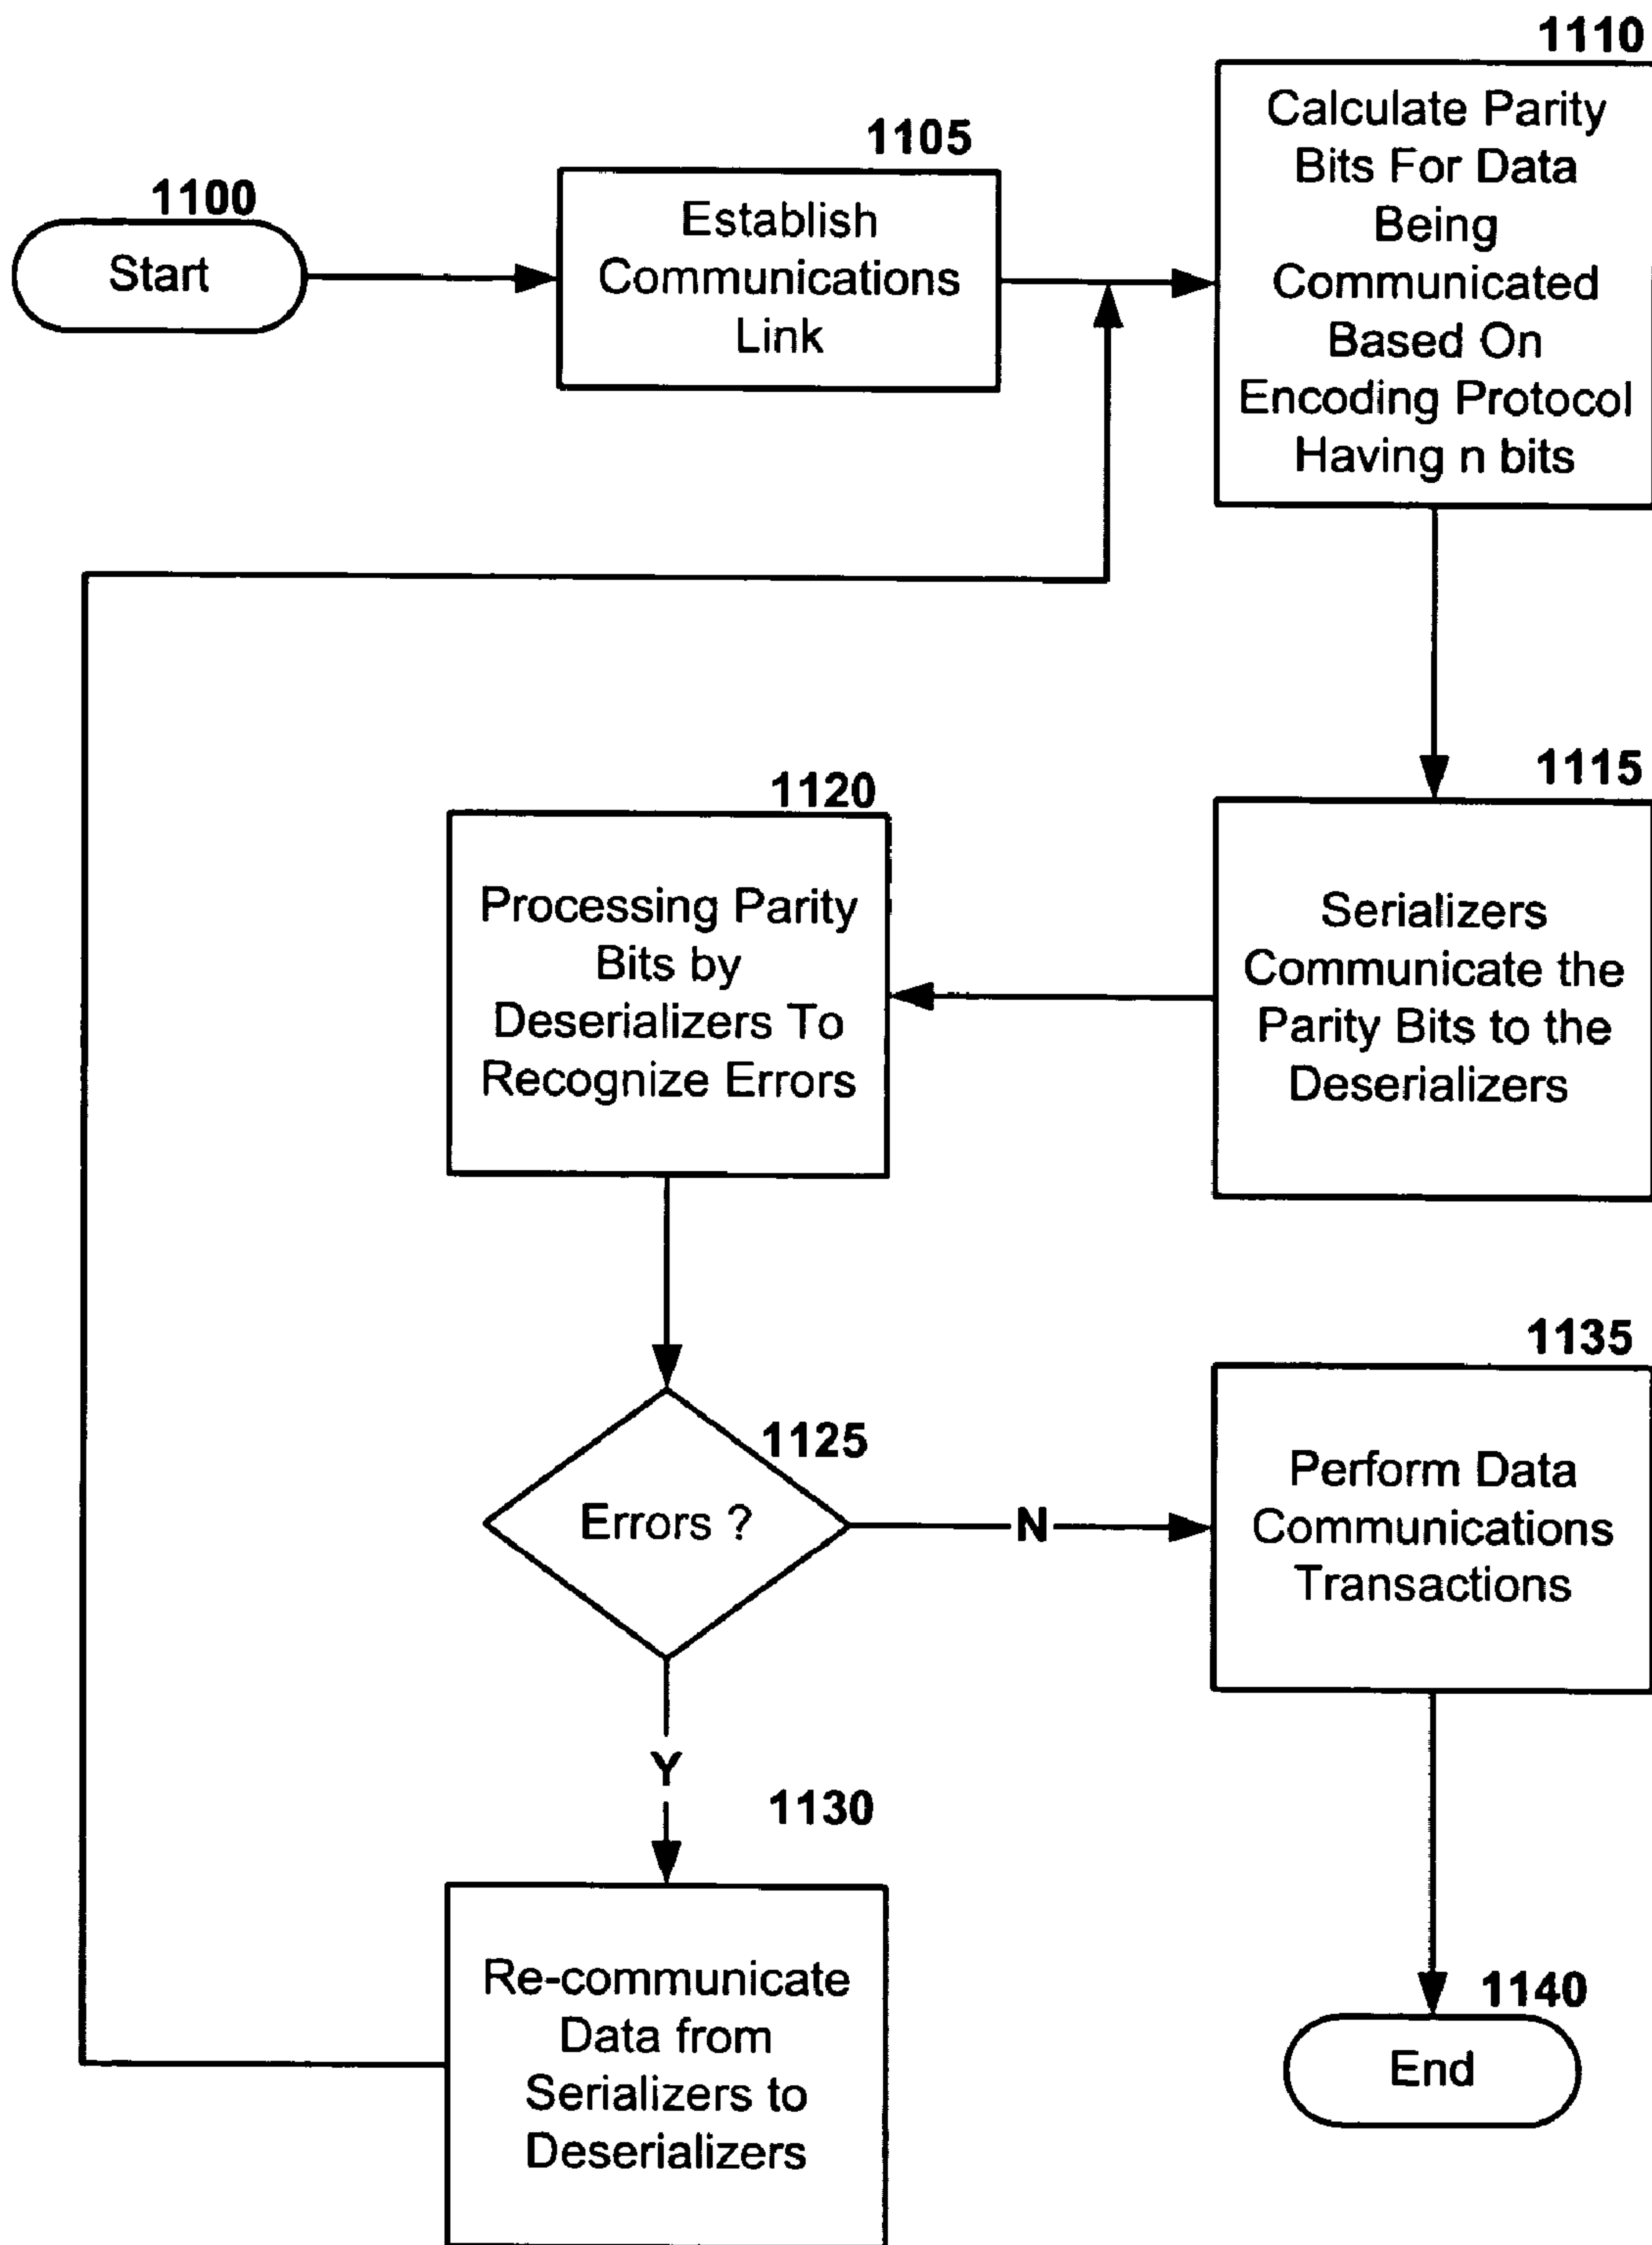 1100
Start
1105
Establish
Communications
Link
1110
Calculate Parity
Bits For Data
Being
Communicated
Based On
Encoding Protocol
Having n bits
1115
Serializers
Communicate the
Parity Bits to the
Deserializers
1120
Processing Parity
Bits by
Deserializers To
Recognize Errors
1125
Errors ?
N
Y
1130
Re-communicate
Data from
Serializers to
Deserializers
1135
Perform Data
Communications
Transactions
1140
End